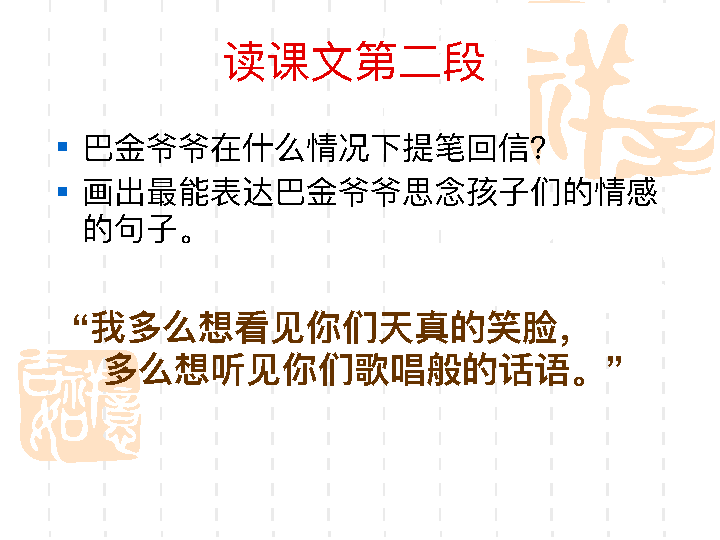 读课文第二段
巴金爷爷在什么情况下提笔回信?
画出最能表达巴金爷爷思念孩子们的情感
的句子。
“我多么想看见你们天真的笑脸，
多么想听见你们歌唱般的话语。”